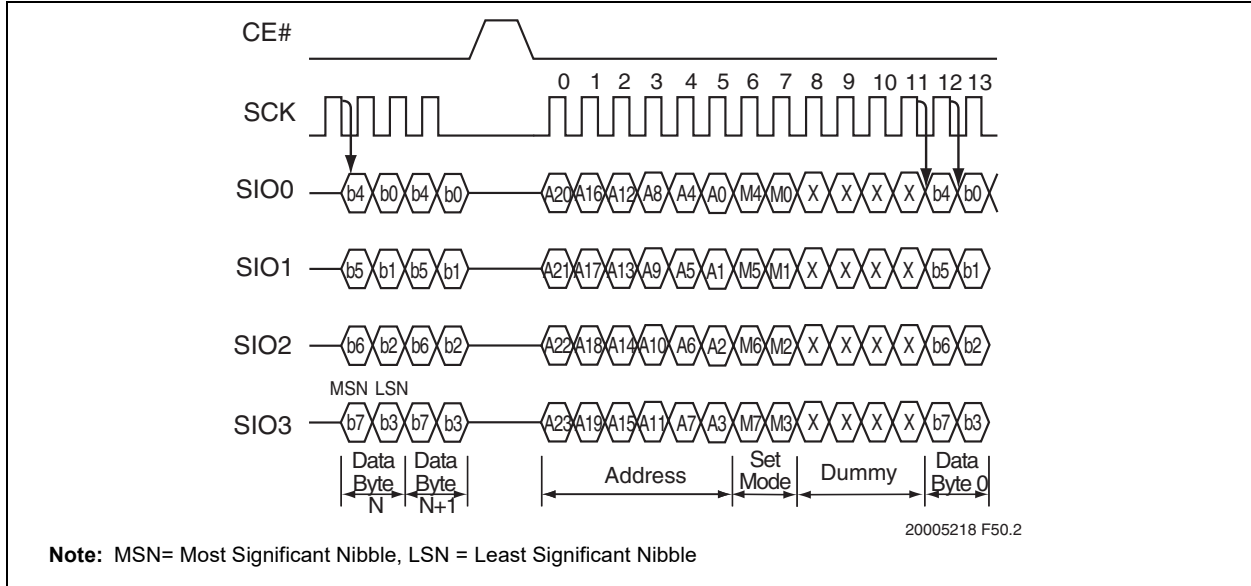 CE#
0 1 2 3 4 5 6 7 8 9 10 11 12 13
SCK
SIO0 b4 b0 b4 b0 A20 A16 A12 A8 A4 A0 M4 M0 X X X X b4 b0
SIO1 b5 b1 b5 b1 A21 A17 A13 A9 A5 A1 M5 M1 X X X X b5 b1
SIO2 b6 b2 b6 b2 A22 A18 A14 A10 A6 A2 M6 M2 X X X X b6 b2
MSN LSN
SIO3 b7 b3 b7 b3 A23 A19 A15 A11 A7 A3 M7 M3 X X X X b7 b3
Data Byte N
Data Byte N+1
Address
Set Mode
Dummy
Data Byte 0
20005218 F50.2
Note: MSN= Most Significant Nibble, LSN = Least Significant Nibble